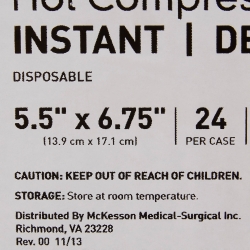 Hot Compress
INSTANT | DE
DISPOSABLE
5.5" x 6.75" | 24
(13.9 cm x 17.1 cm) PER CASE
CAUTION: KEEP OUT OF REACH OF CHILDREN.
STORAGE: Store at room temperature.
Distributed By McKesson Medical-Surgical Inc.
Richmond, VA 23228
Rev. 00 11/13